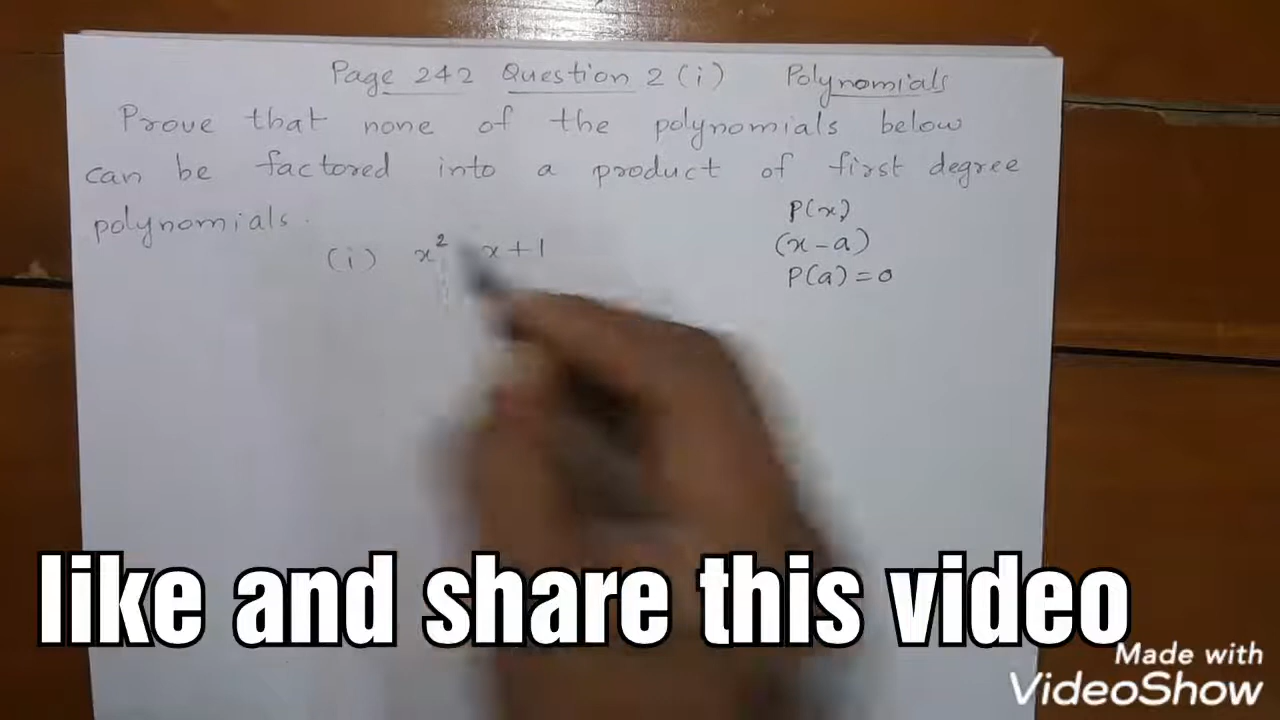 Page 242 Question 2 (i) Polynomials
Prove that none of the polynomials below
can be factored into a product of first degree
polynomials.
P(x)
(i) x² x+1
(x-a)
P(a)=0
like and share this video
Made with
VideoShow